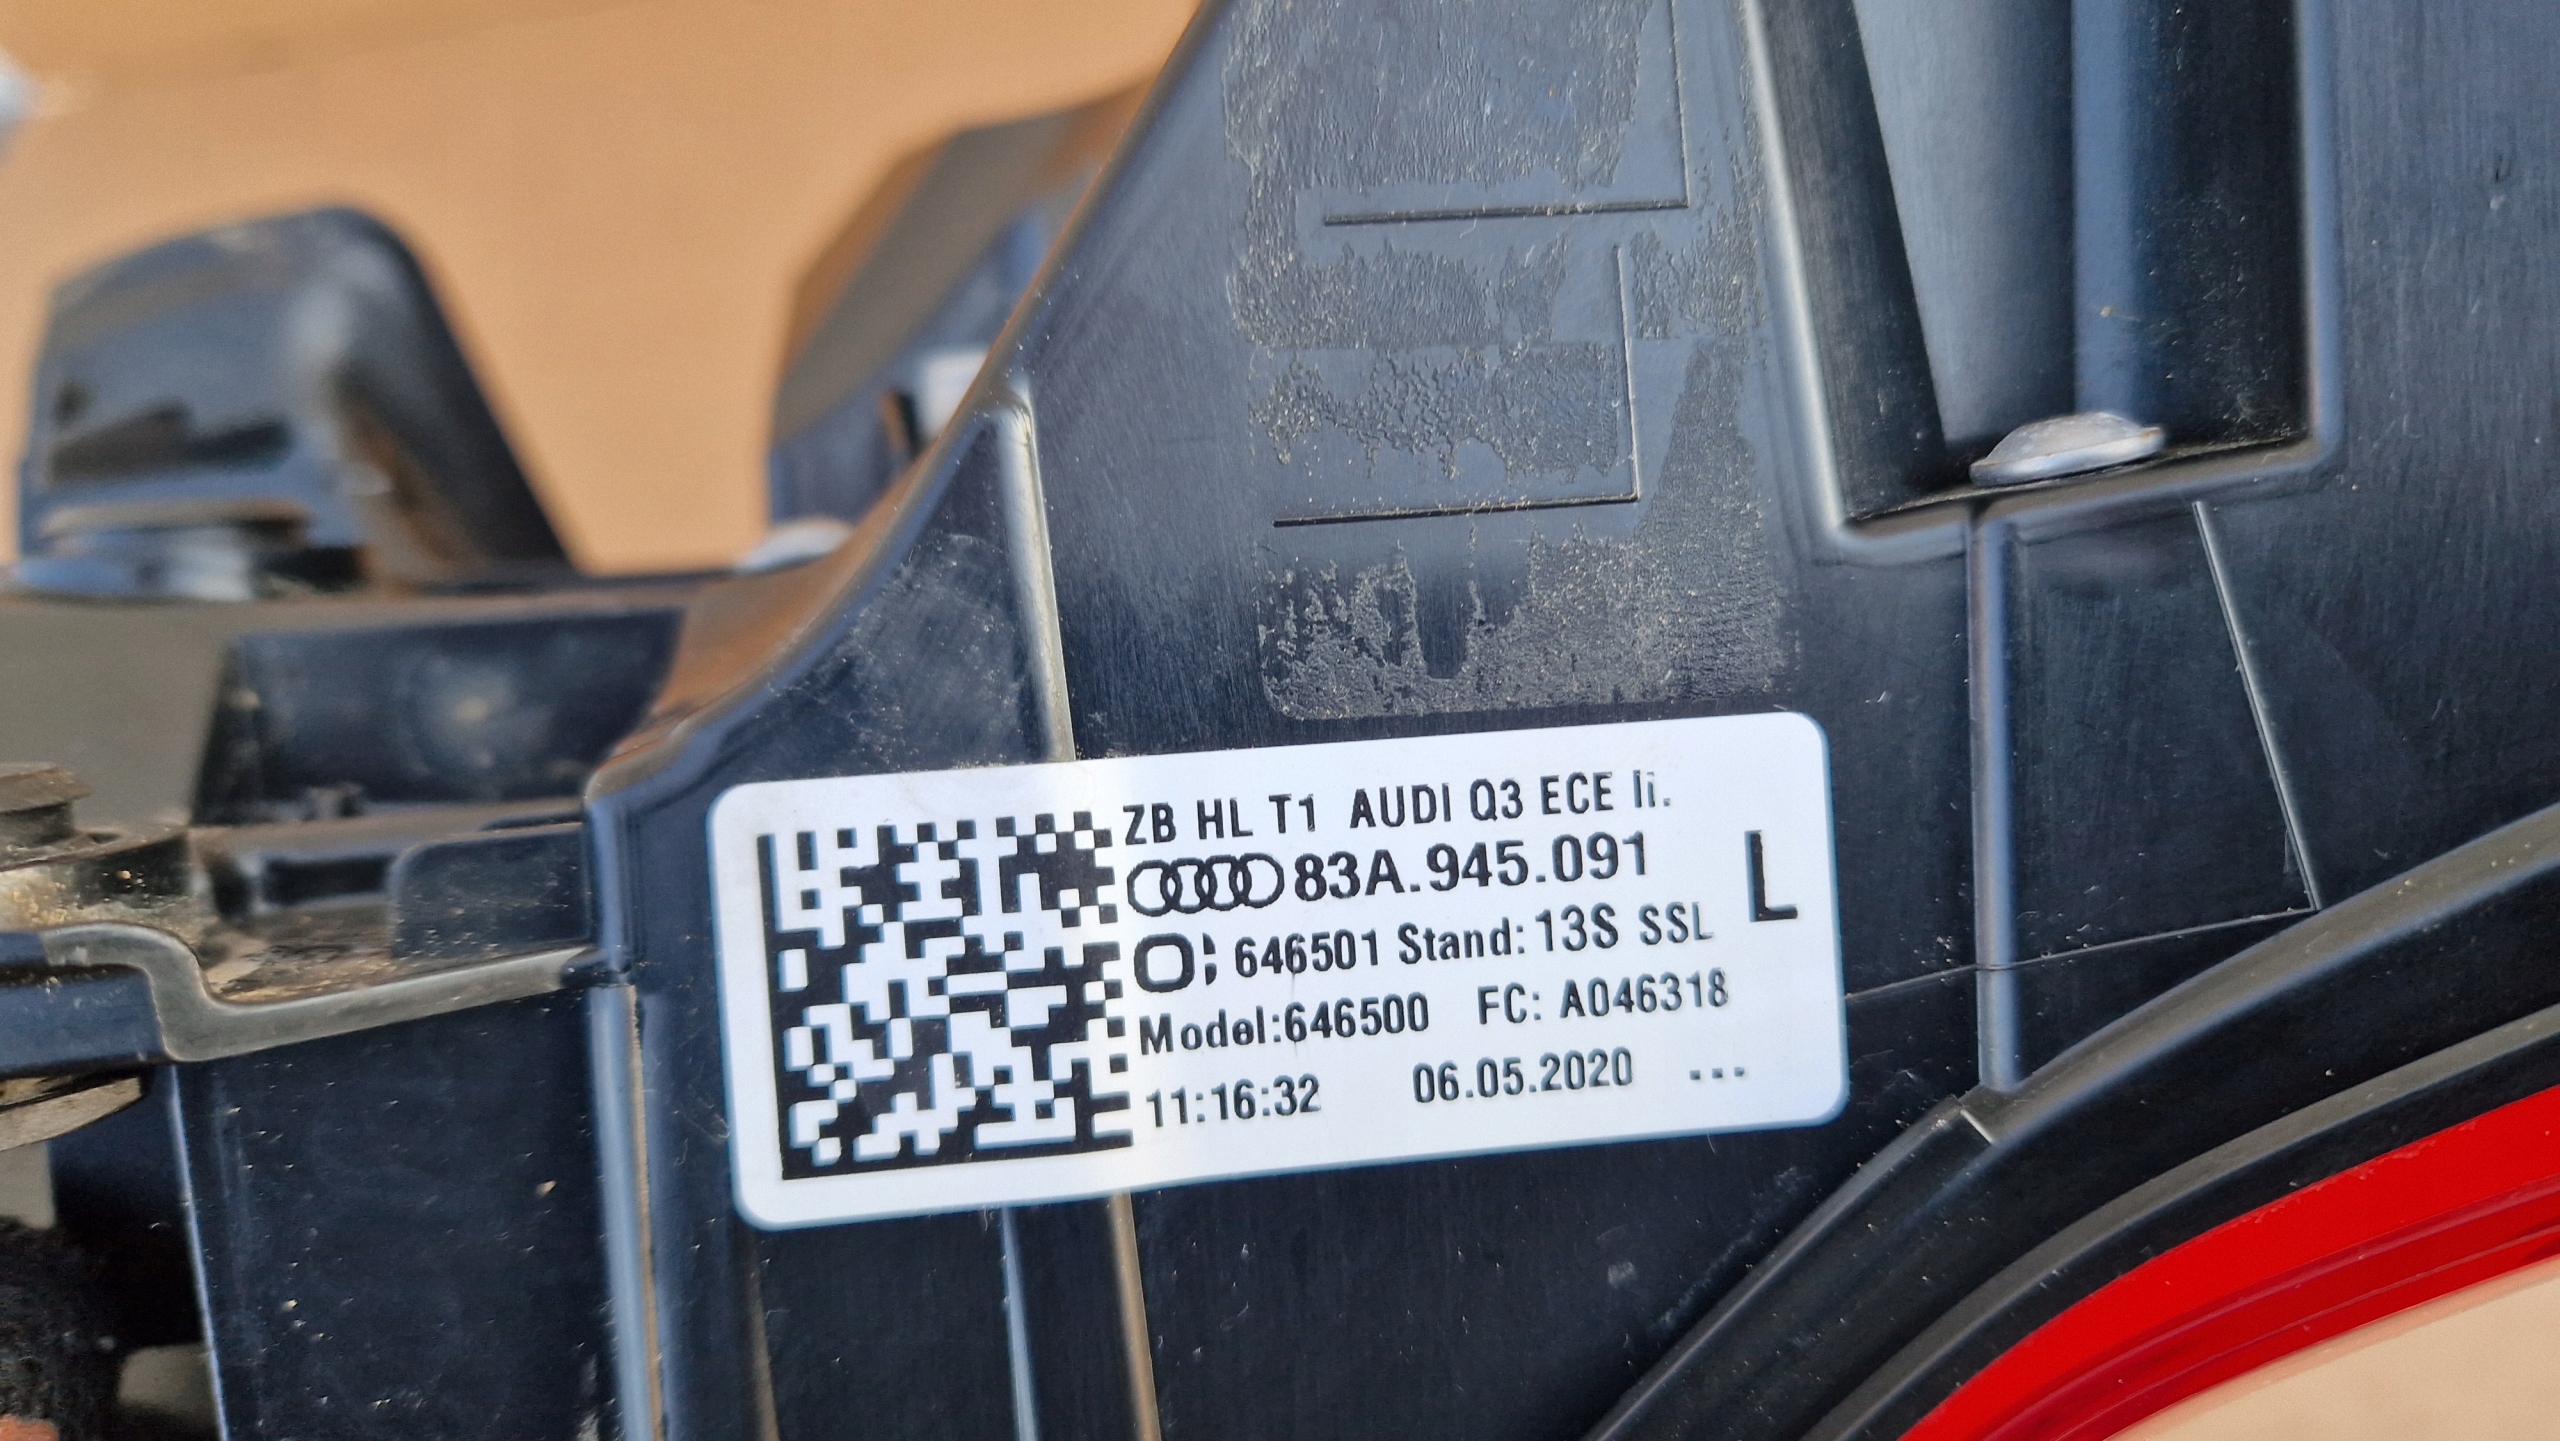 ZB HL T1 AUDI Q3 ECE li.
83A.945.091 L
646501 Stand: 13S SSL
Model:646500 FC: A046318
11:16:32 06.05.2020 ...